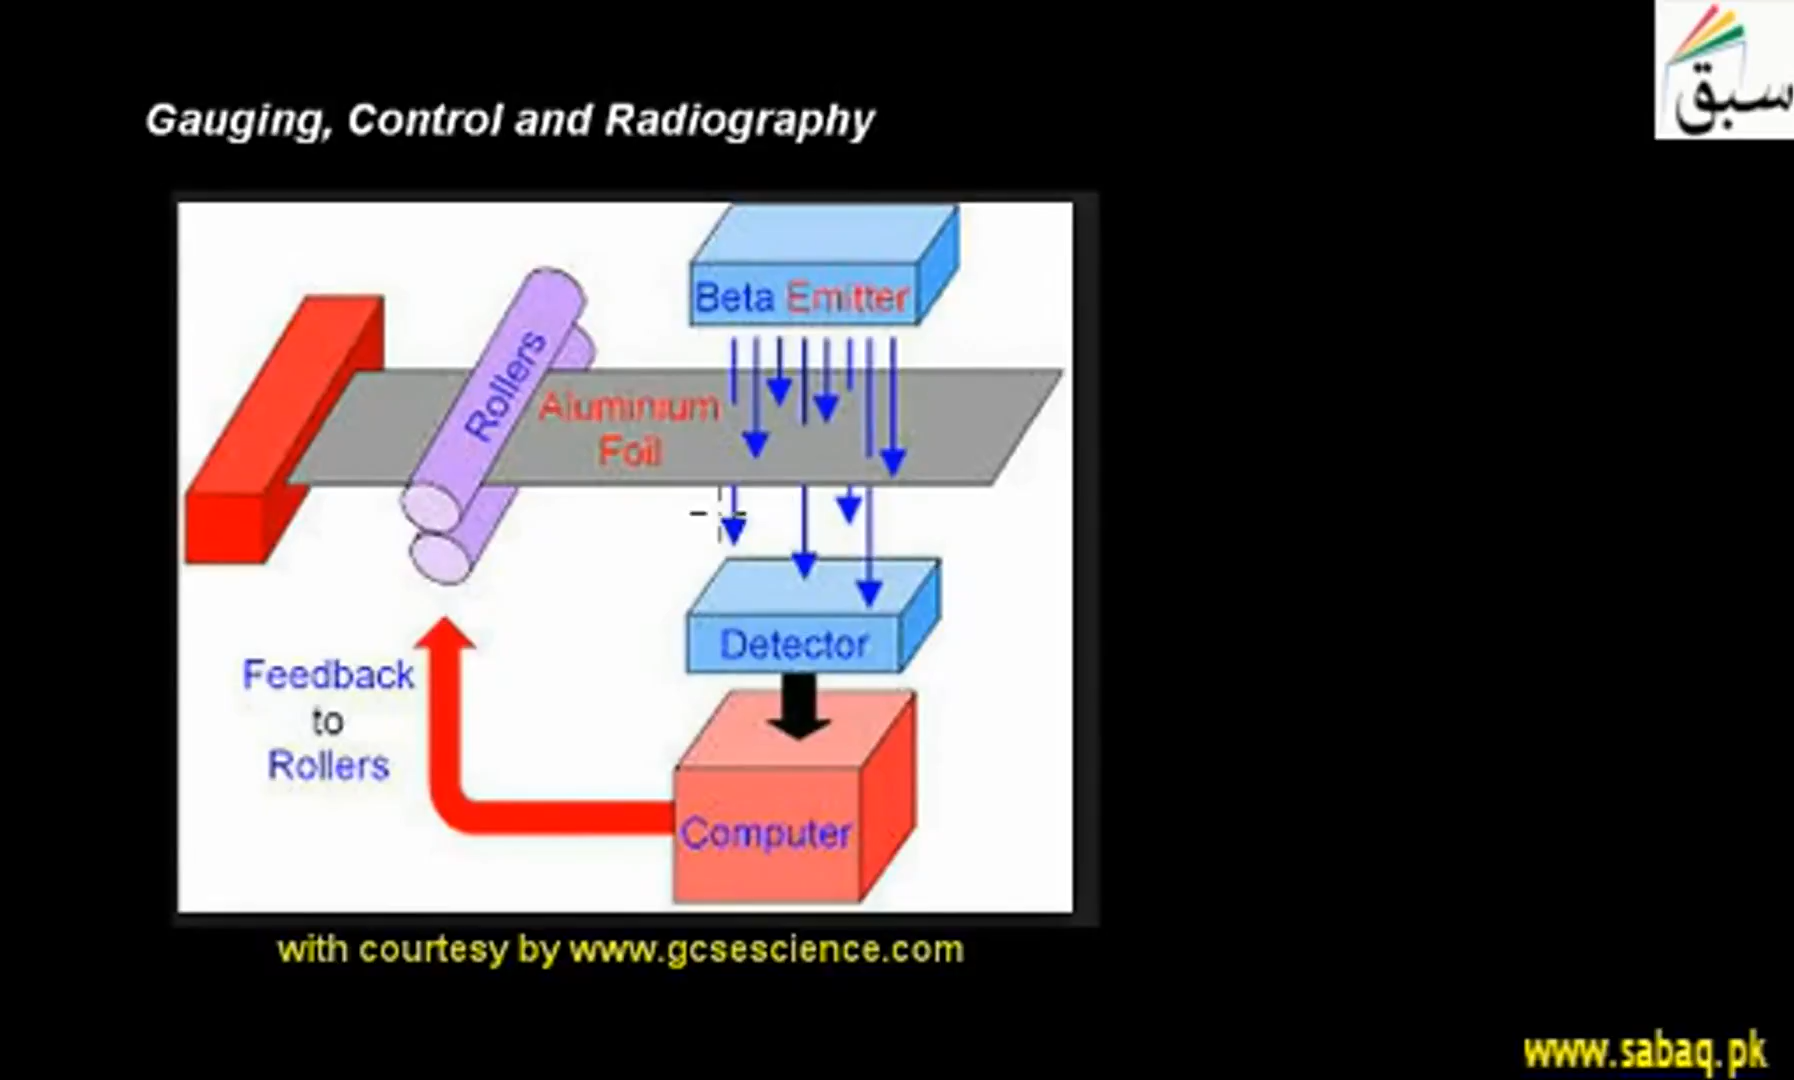 سبق
Gauging, Control and Radiography
Beta Emitter
Rollers
Aluminium
Foil
Detector
Feedback
to
Rollers
Computer
with courtesy by www.gcsescience.com
www.sabaq.pk